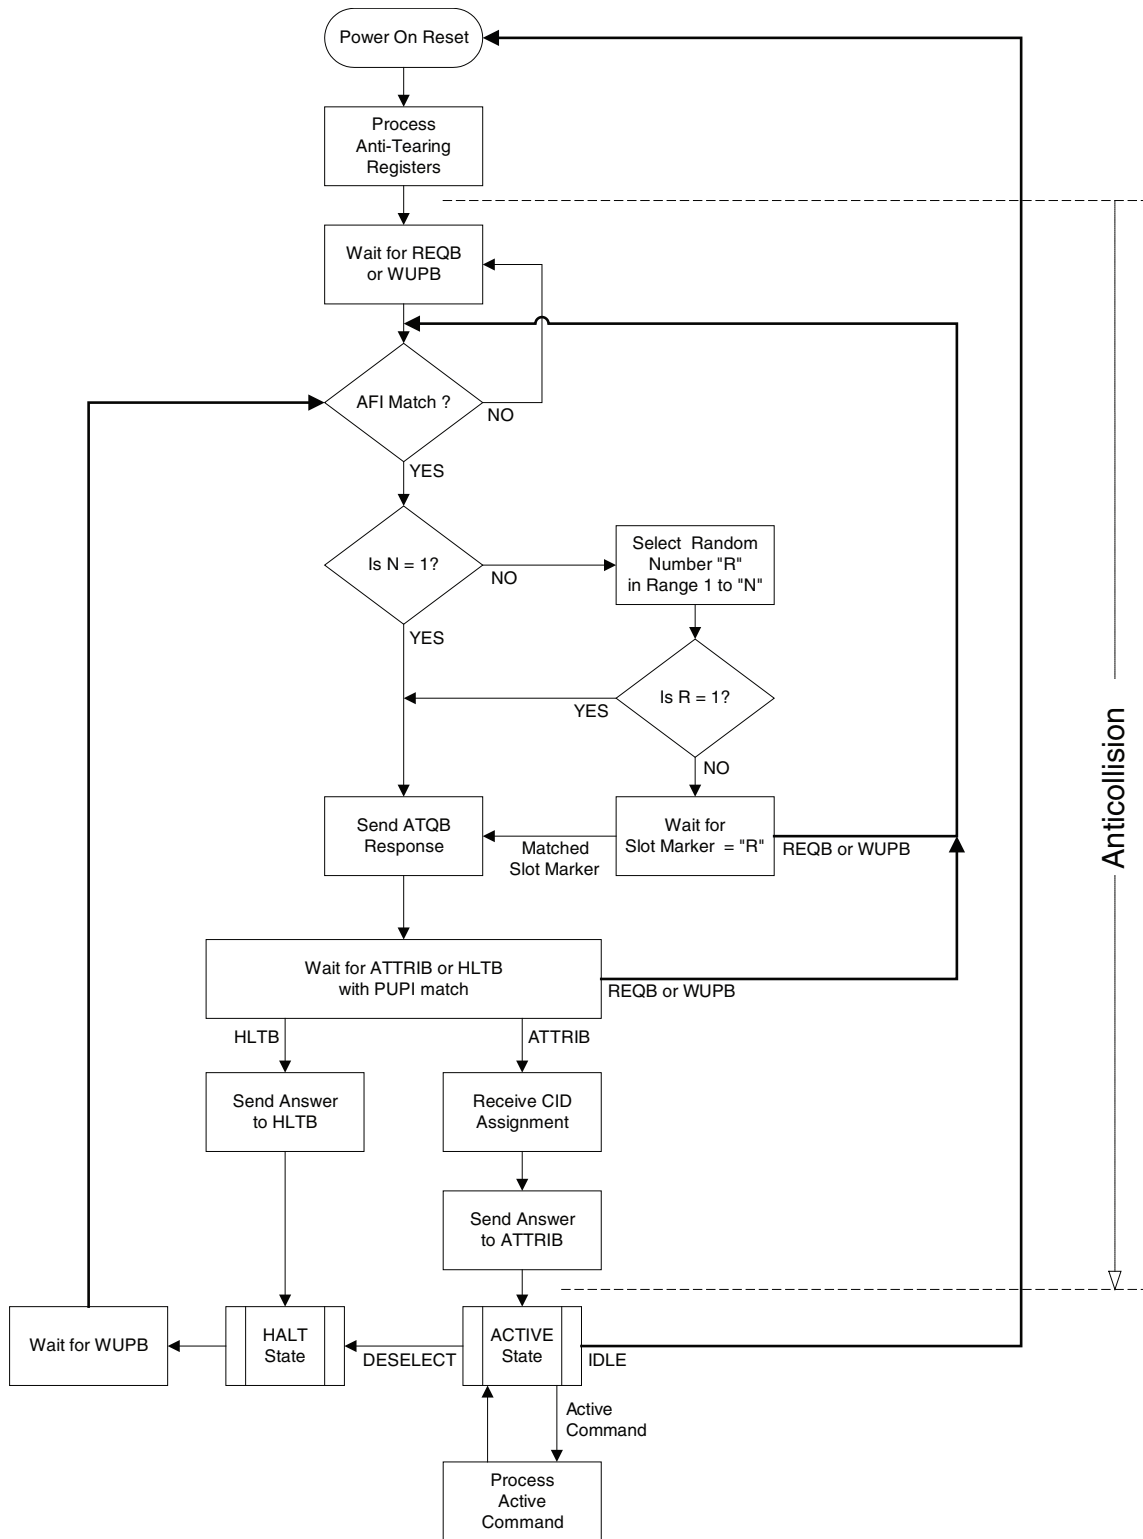 Power On Reset
Process
Anti-Tearing
Registers
Wait for REQB
or WUPB
AFI Match ?
NO
YES
Is N = 1?
NO
YES
Select Random
Number "R"
in Range 1 to "N"
Is R = 1?
YES
NO
Send ATQB
Response
Matched
Slot Marker
Wait for
Slot Marker = "R"
REQB or WUPB
Wait for ATTRIB or HLTB
with PUPI match
REQB or WUPB
HLTB
ATTRIB
Send Answer
to HLTB
Receive CID
Assignment
Send Answer
to ATTRIB
Anticollision
Wait for WUPB
HALT
State
DESELECT
ACTIVE
State
IDLE
Active
Command
Process
Active
Command